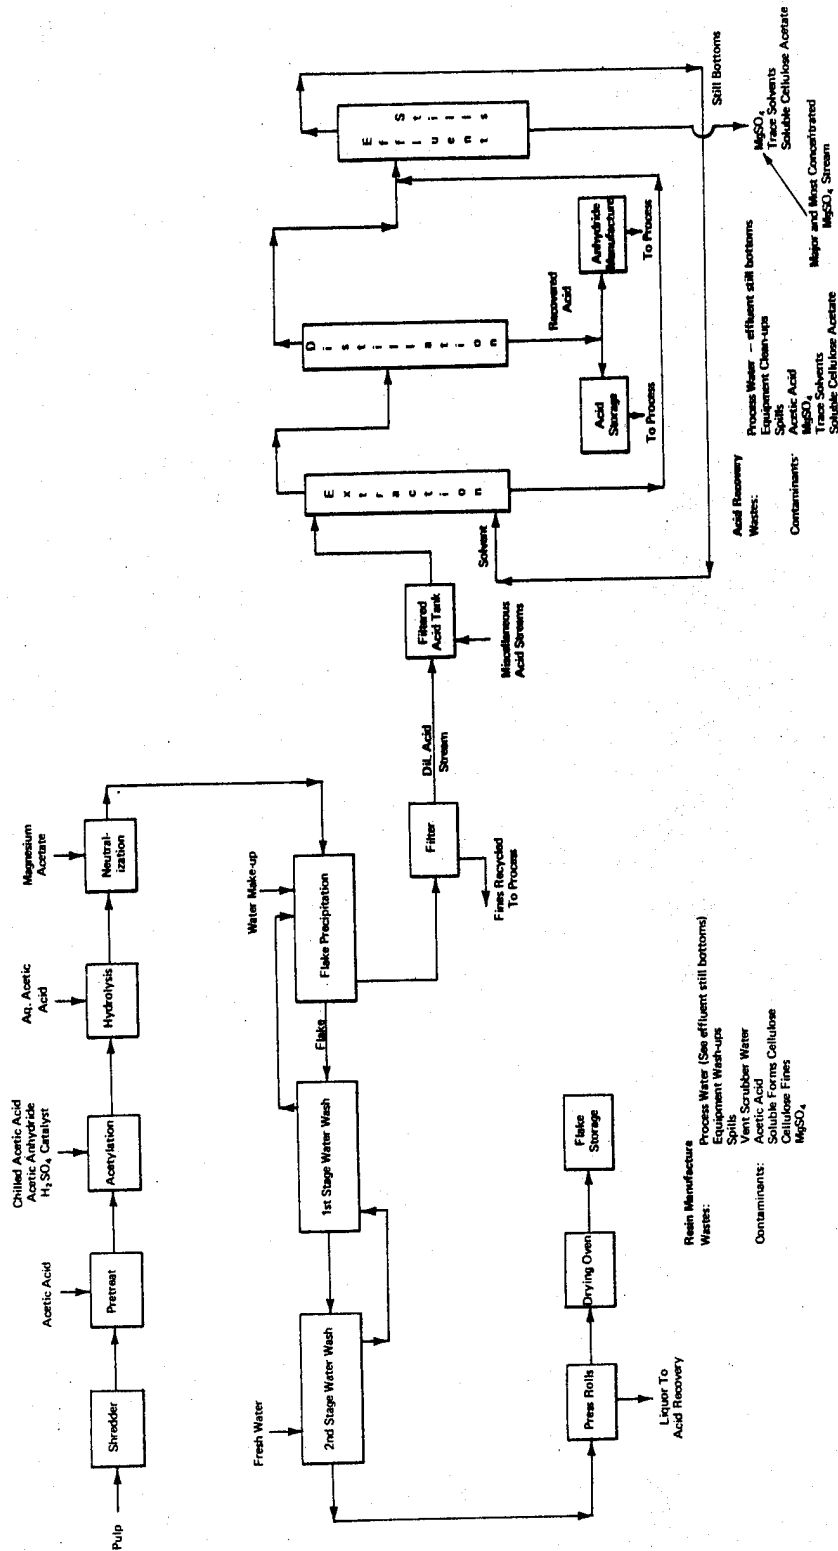 Pulp
Shredder
Acetic Acid
Pretreat
Chilled Acetic Acid
Acetic Anhydride
H₂SO₄ Catalyst
Acetylation
Aq. Acetic
Acid
Hydrolysis
Magnesium
Acetate
Neutral-
ization
Fresh Water
2nd Stage Water Wash
1st Stage Water Wash
Flake
Water Make-up
Flake Precipitation
Filter
Fines Recycled
To Process
Dil. Acid
Stream
Filtered
Acid Tank
Miscellaneous
Acid Streams
Solvent
Extraction
Distillation
Recovered
Acid
Acid
Storage
To Process
Anhydride
Manufacture
To Process
Effluent
Stills
Still Bottoms
MgSO₄
Trace Solvents
Soluble Cellulose Acetate
Major and Most Concentrated
MgSO₄ Stream
Press Rolls
Liquor To
Acid Recovery
Drying Oven
Flake
Storage
Resin Manufacture
Wastes: Process Water (See effluent still bottoms)
Equipment Wash-ups
Spills
Vent Scrubber Water
Contaminants: Acetic Acid
Soluble Forms Cellulose
Cellulose Fines
MgSO₄
Acid Recovery
Wastes: Process Water – effluent still bottoms
Equipment Clean-ups
Spills
Contaminants: Acetic Acid
MgSO₄
Trace Solvents
Soluble Cellulose Acetate